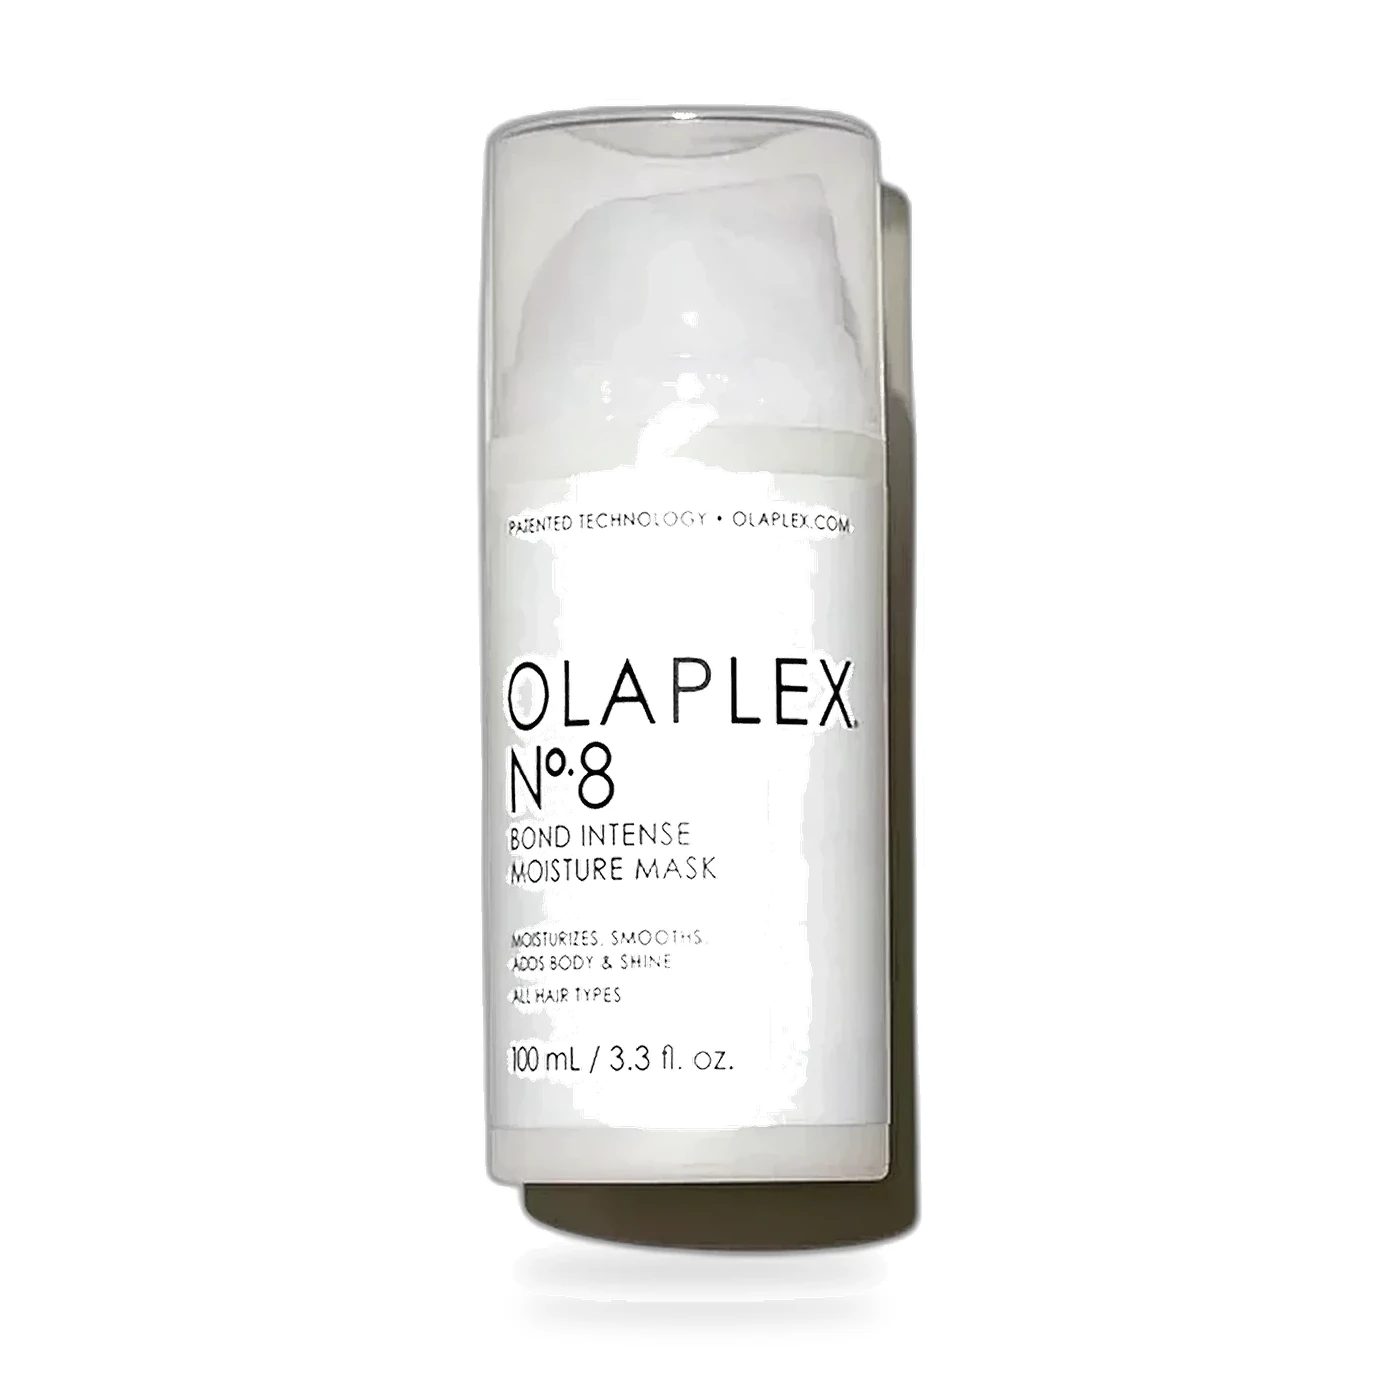 PATENTED TECHNOLOGY • OLAPLEX.COM
OLAPLEX.
Nº.8
BOND INTENSE
MOISTURE MASK
MOISTURIZES, SMOOTHS,
ADDS BODY & SHINE
ALL HAIR TYPES
100 mL / 3.3 fl. oz.